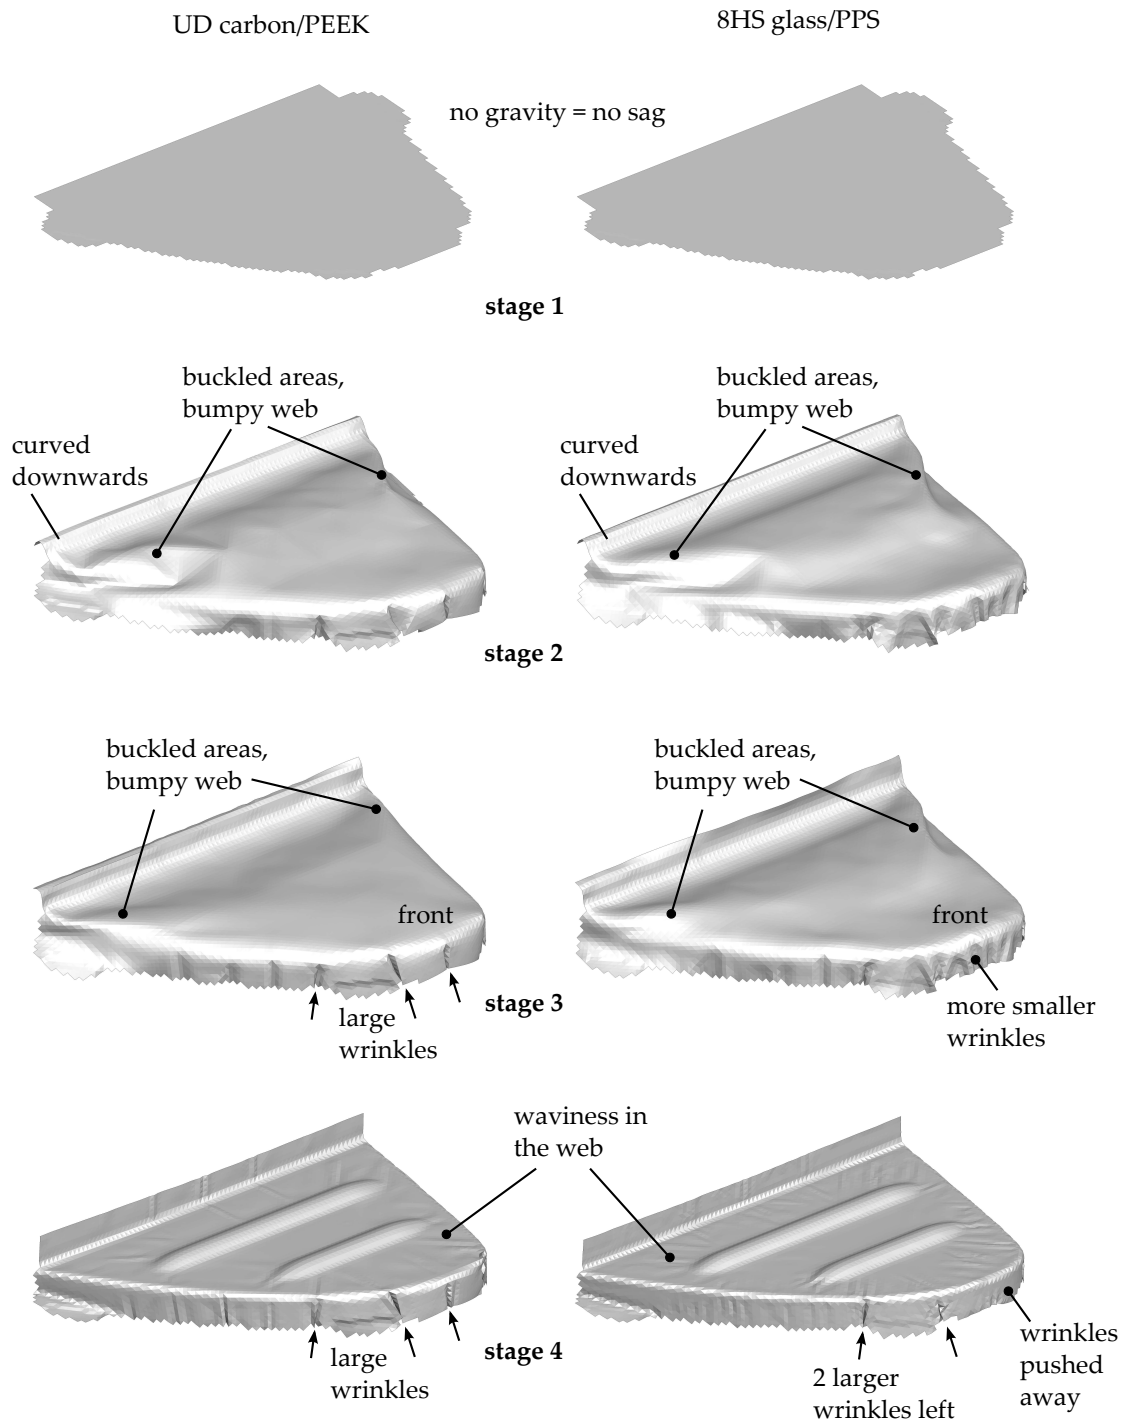 UD carbon/PEEK
8HS glass/PPS
no gravity = no sag
stage 1
buckled areas,
bumpy web
curved
downwards
buckled areas,
bumpy web
curved
downwards
stage 2
buckled areas,
bumpy web
front
large
wrinkles
buckled areas,
bumpy web
front
more smaller
wrinkles
stage 3
waviness in
the web
large
wrinkles
stage 4
2 larger
wrinkles left
wrinkles
pushed
away